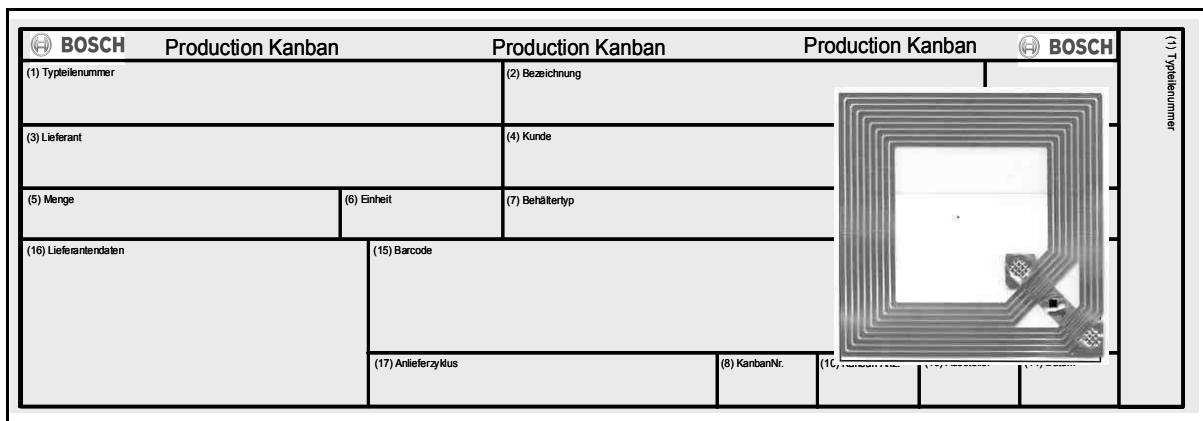 BOSCH Production Kanban Production Kanban Production Kanban BOSCH
(1) Typteilenummer
(1) Typteilenummer (2) Bezeichnung
(3) Lieferant (4) Kunde
(5) Menge (6) Einheit (7) Behältertyp
(16) Lieferantendaten (15) Barcode
(17) Anlieferzyklus (8) KanbanNr.